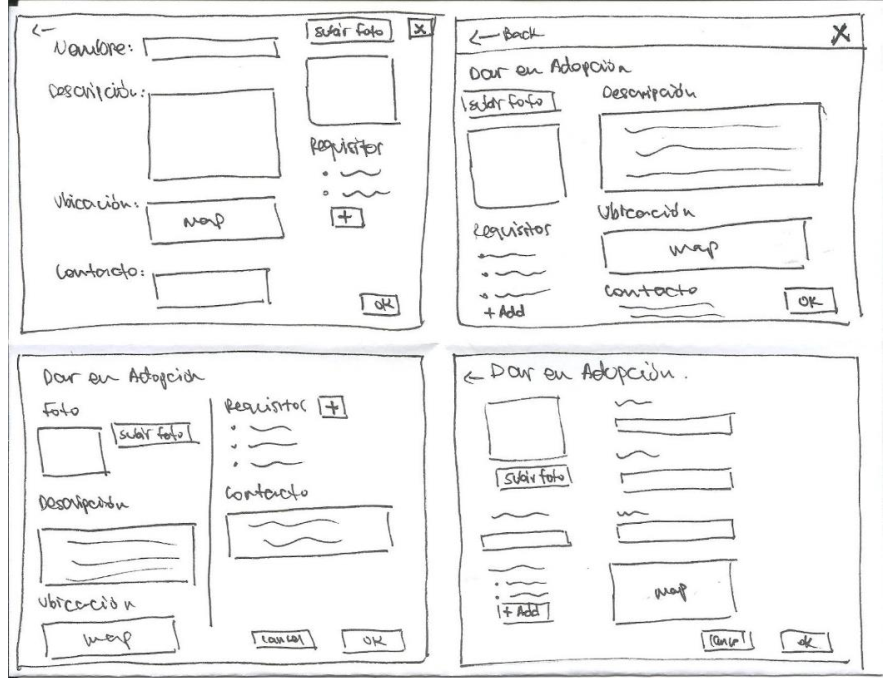 ←
Nombre:
subir foto
X
Descripción:
Requisitos
+
Ubicación:
map
Contacto:
OK
← Back
X
Dar en Adopción
subir foto
Descripción
Requisitos
+ Add
Ubicación
map
Contacto
OK
Dar en Adopción
Foto
subir foto
Descripción
Ubicación
map
Requisitos +
Contacto
Cancel
OK
← Dar en Adopción.
subir foto
+ Add
map
Cancel
ok